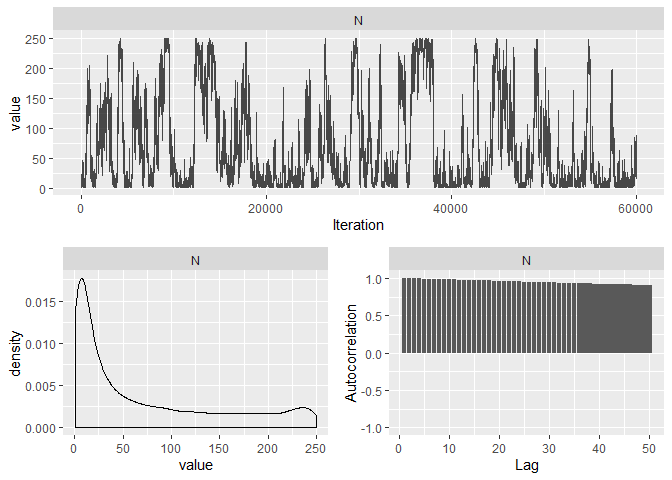 N
250
200
150
100
50
0
value
0 20000 40000 60000
Iteration
N
0.015
0.010
0.005
0.000
density
0 50 100 150 200 250
value
N
1.0
0.5
0.0
-0.5
-1.0
Autocorrelation
0 10 20 30 40 50
Lag